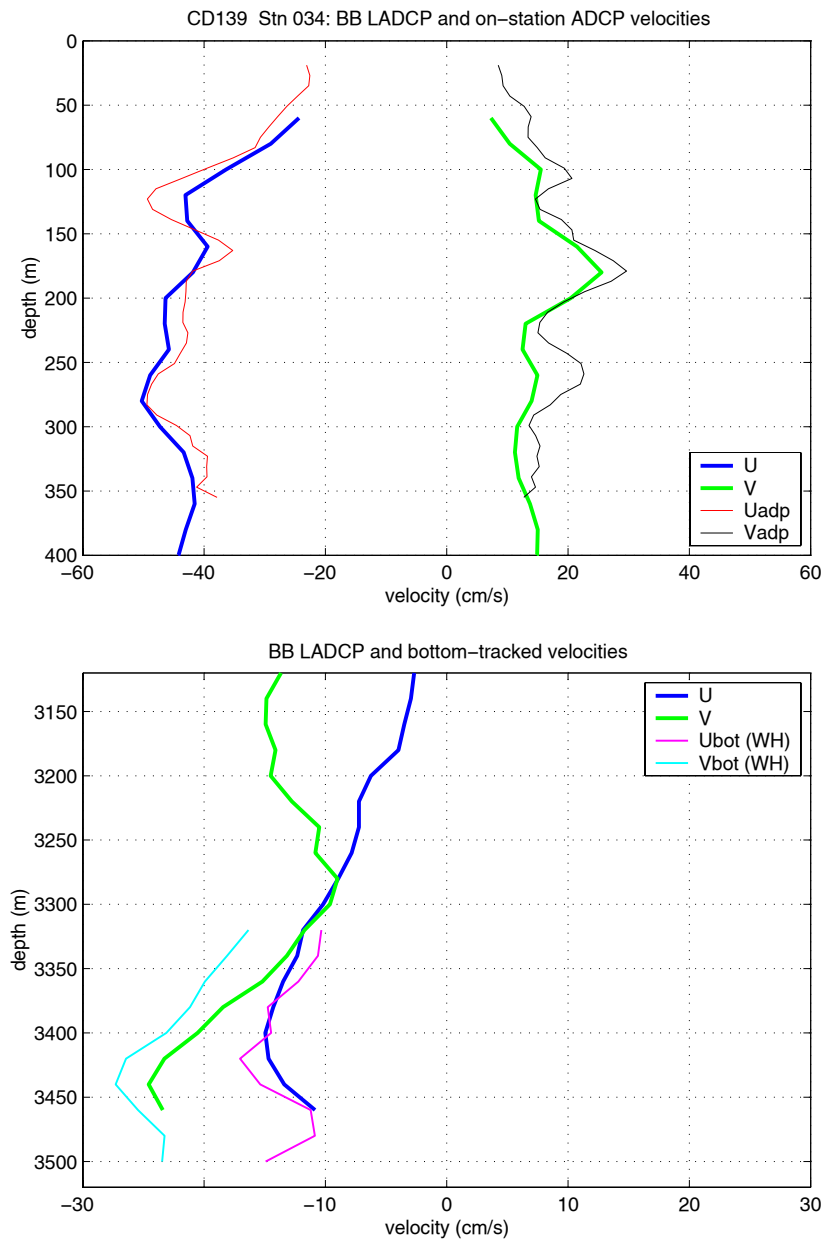 CD139 Stn 034: BB LADCP and on−station ADCP velocities
0
50
100
150
200
250
300
350
400
depth (m)
−60
−40
−20
0
20
40
60
velocity (cm/s)
U
V
Uadp
Vadp
BB LADCP and bottom−tracked velocities
3150
3200
3250
3300
3350
3400
3450
3500
depth (m)
−30
−10
−10
0
10
20
30
velocity (cm/s)
U
V
Ubot (WH)
Vbot (WH)